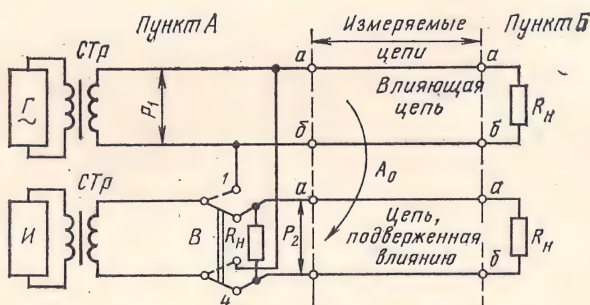 Пункт А
Измеряемые цепи
Пункт Б
СТр
а
а
Г
~
P₁
Влияющая цепь
Rн
б
б
СТр
1
A₀
а
а
И
В
Rн
P₂
Цепь, подверженная влиянию
Rн
4
б